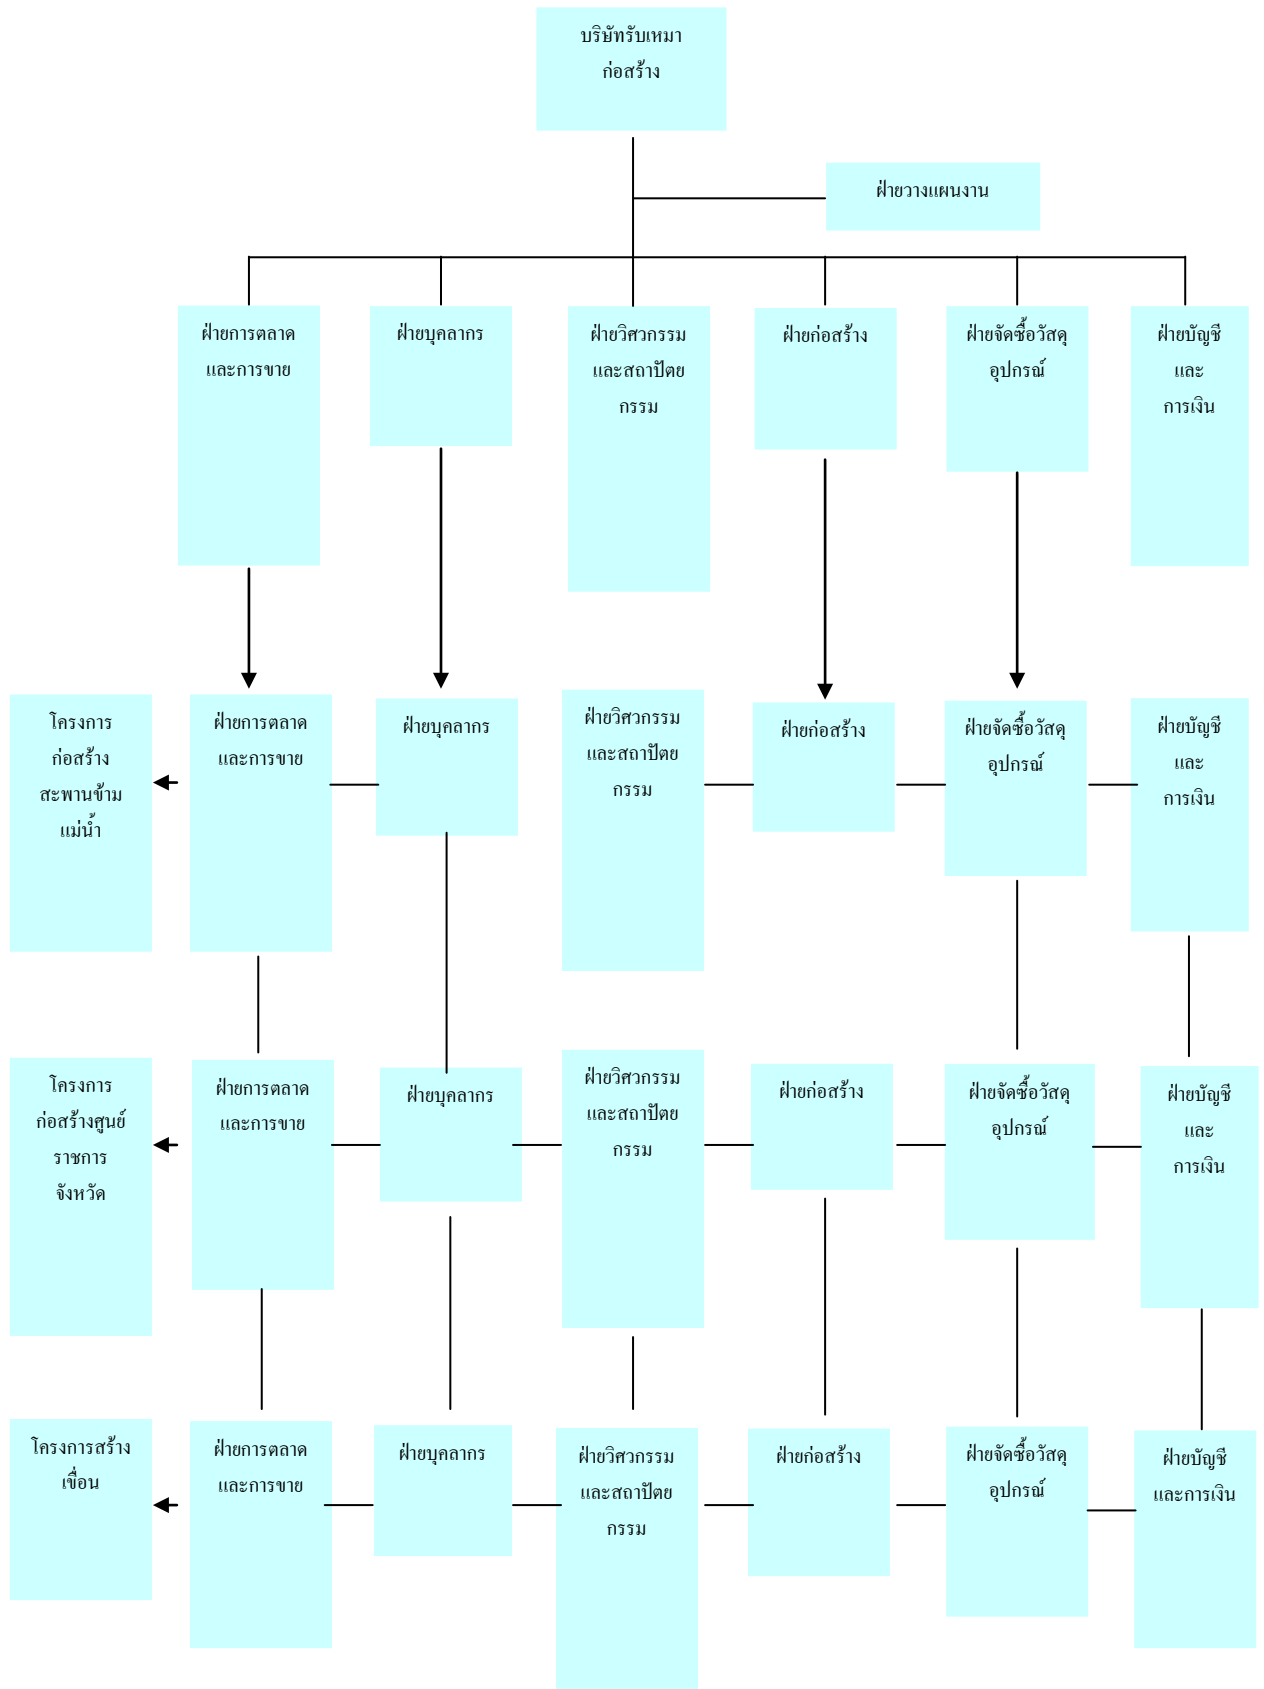 บริษัทรับเหมา
ก่อสร้าง
ฝ่ายวางแผนงาน
ฝ่ายการตลาด
และการขาย
ฝ่ายบุคลากร
ฝ่ายวิศวกรรม
และสถาปัตย
กรรม
ฝ่ายก่อสร้าง
ฝ่ายจัดซื้อวัสดุ
อุปกรณ์
ฝ่ายบัญชี
และ
การเงิน
โครงการ
ก่อสร้าง
สะพานข้าม
แม่น้ำ
ฝ่ายการตลาด
และการขาย
ฝ่ายบุคลากร
ฝ่ายวิศวกรรม
และสถาปัตย
กรรม
ฝ่ายก่อสร้าง
ฝ่ายจัดซื้อวัสดุ
อุปกรณ์
ฝ่ายบัญชี
และ
การเงิน
โครงการ
ก่อสร้างศูนย์
ราชการ
จังหวัด
ฝ่ายการตลาด
และการขาย
ฝ่ายบุคลากร
ฝ่ายวิศวกรรม
และสถาปัตย
กรรม
ฝ่ายก่อสร้าง
ฝ่ายจัดซื้อวัสดุ
อุปกรณ์
ฝ่ายบัญชี
และ
การเงิน
โครงการสร้าง
เขื่อน
ฝ่ายการตลาด
และการขาย
ฝ่ายบุคลากร
ฝ่ายวิศวกรรม
และสถาปัตย
กรรม
ฝ่ายก่อสร้าง
ฝ่ายจัดซื้อวัสดุ
อุปกรณ์
ฝ่ายบัญชี
และการเงิน